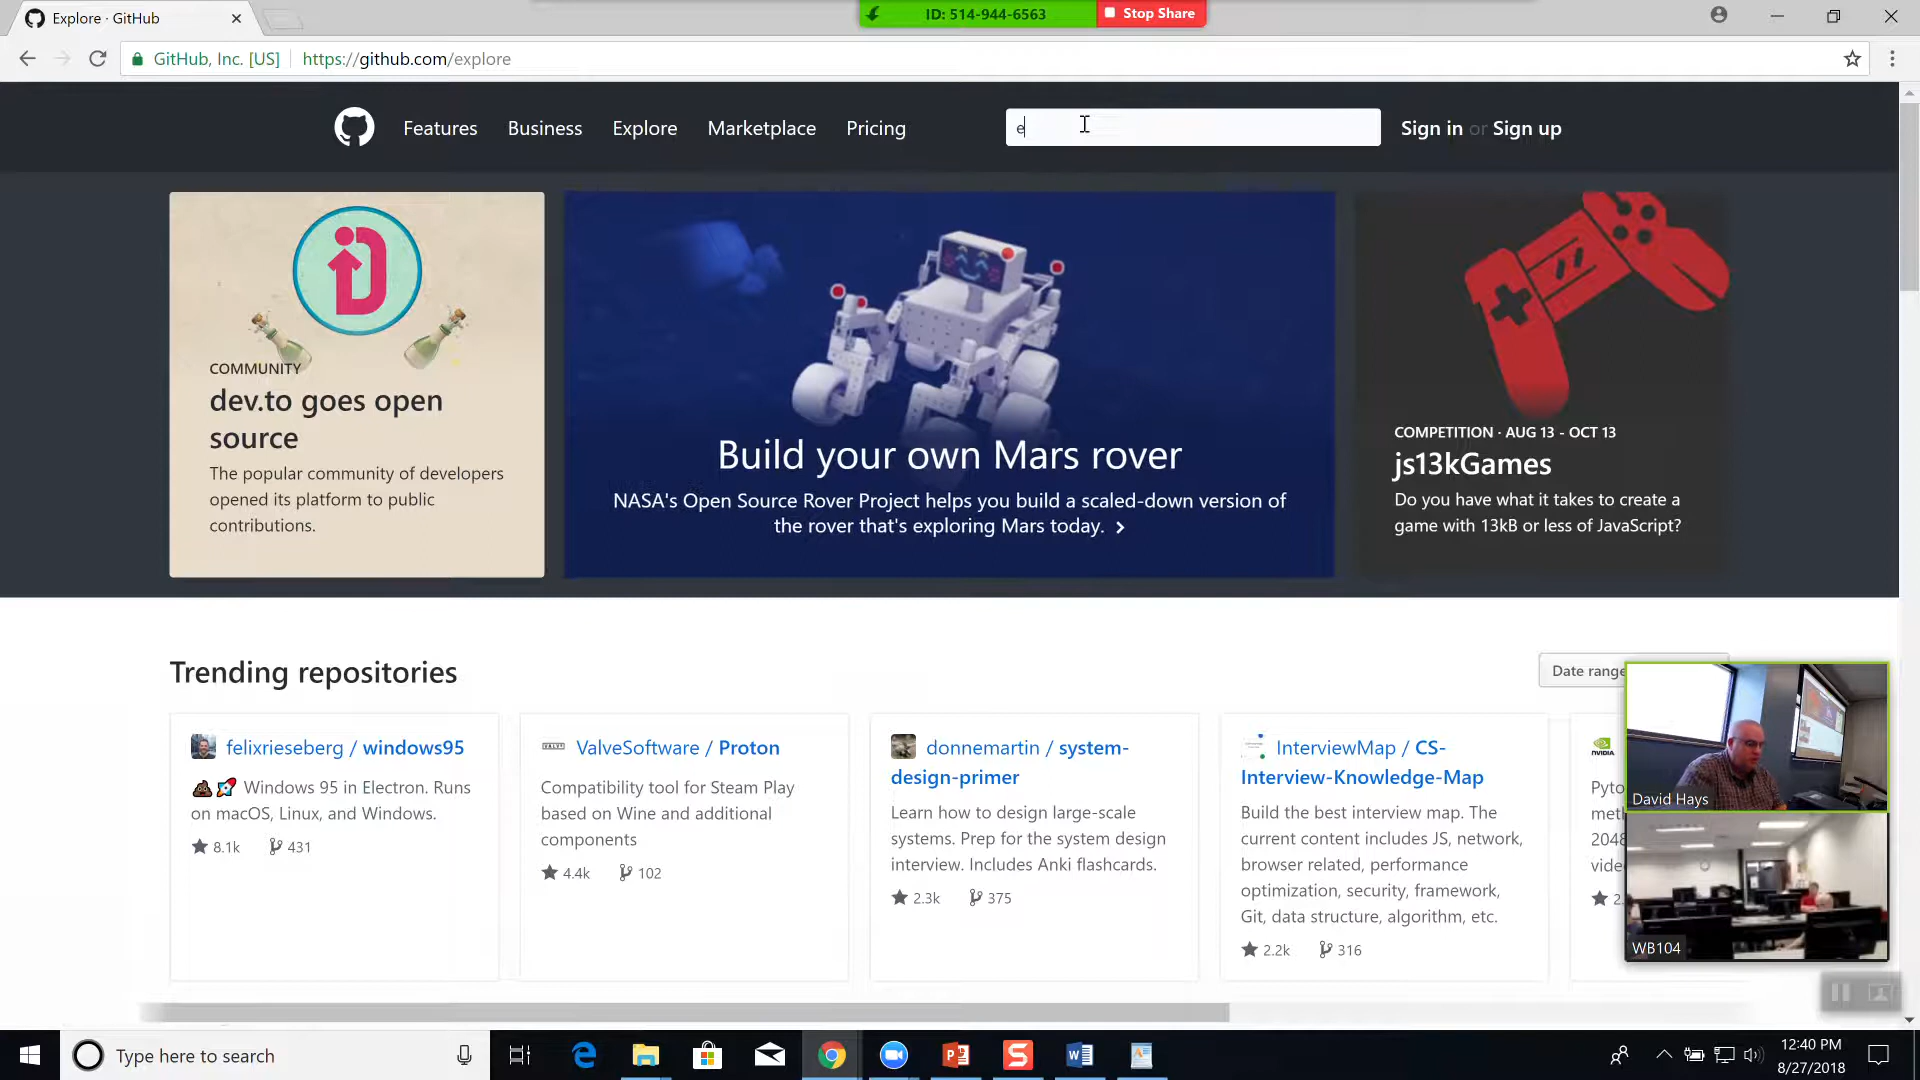 Explore · GitHub
ID: 514-944-6563
Stop Share
GitHub, Inc. [US]
https://github.com/explore
Features
Business
Explore
Marketplace
Pricing
e
Sign in or Sign up
COMMUNITY
dev.to goes open
source
The popular community of developers
opened its platform to public
contributions.
Build your own Mars rover
NASA's Open Source Rover Project helps you build a scaled-down version of
the rover that's exploring Mars today.
COMPETITION · AUG 13 - OCT 13
js13kGames
Do you have what it takes to create a
game with 13kB or less of JavaScript?
Trending repositories
Date range
felixrieseberg / windows95
Windows 95 in Electron. Runs
on macOS, Linux, and Windows.
8.1k 431
VALVE
ValveSoftware / Proton
Compatibility tool for Steam Play
based on Wine and additional
components
4.4k 102
donnemartin / system-
design-primer
Learn how to design large-scale
systems. Prep for the system design
interview. Includes Anki flashcards.
2.3k 375
InterviewMap / CS-
Interview-Knowledge-Map
Build the best interview map. The
current content includes JS, network,
browser related, performance
optimization, security, framework,
Git, data structure, algorithm, etc.
2.2k 316
NVIDIA
Pyto
met
2048
vide
2.
David Hays
WB104
Type here to search
12:40 PM
8/27/2018